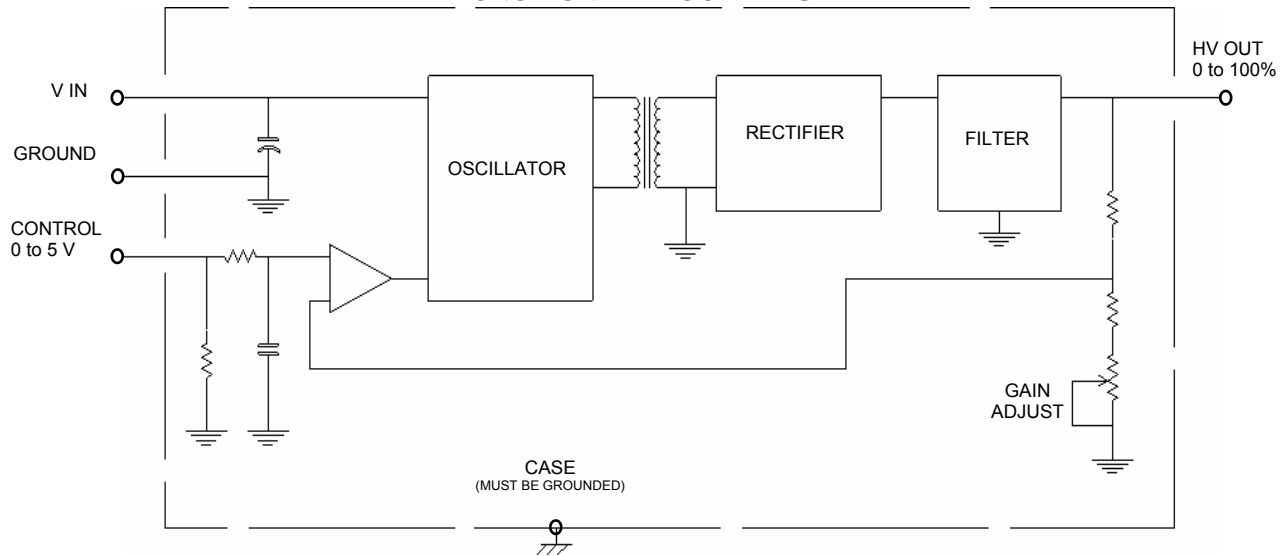 HV OUT
0 to 100%
V IN
GROUND
OSCILLATOR
RECTIFIER
FILTER
CONTROL
0 to 5 V
GAIN
ADJUST
CASE
(MUST BE GROUNDED)